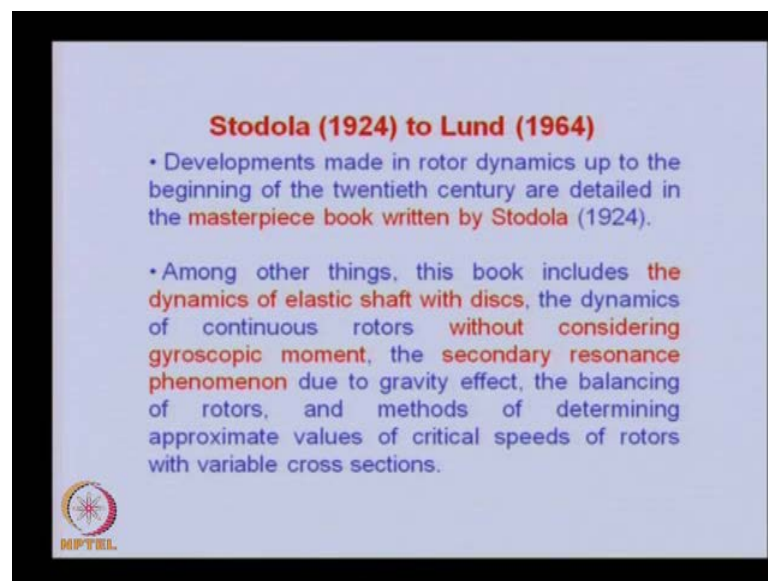 Stodola (1924) to Lund (1964)
• Developments made in rotor dynamics up to the
beginning of the twentieth century are detailed in
the masterpiece book written by Stodola (1924).
• Among other things, this book includes the
dynamics of elastic shaft with discs, the dynamics
of continuous rotors without considering
gyroscopic moment, the secondary resonance
phenomenon due to gravity effect, the balancing
of rotors, and methods of determining
approximate values of critical speeds of rotors
with variable cross sections.
NPTEL